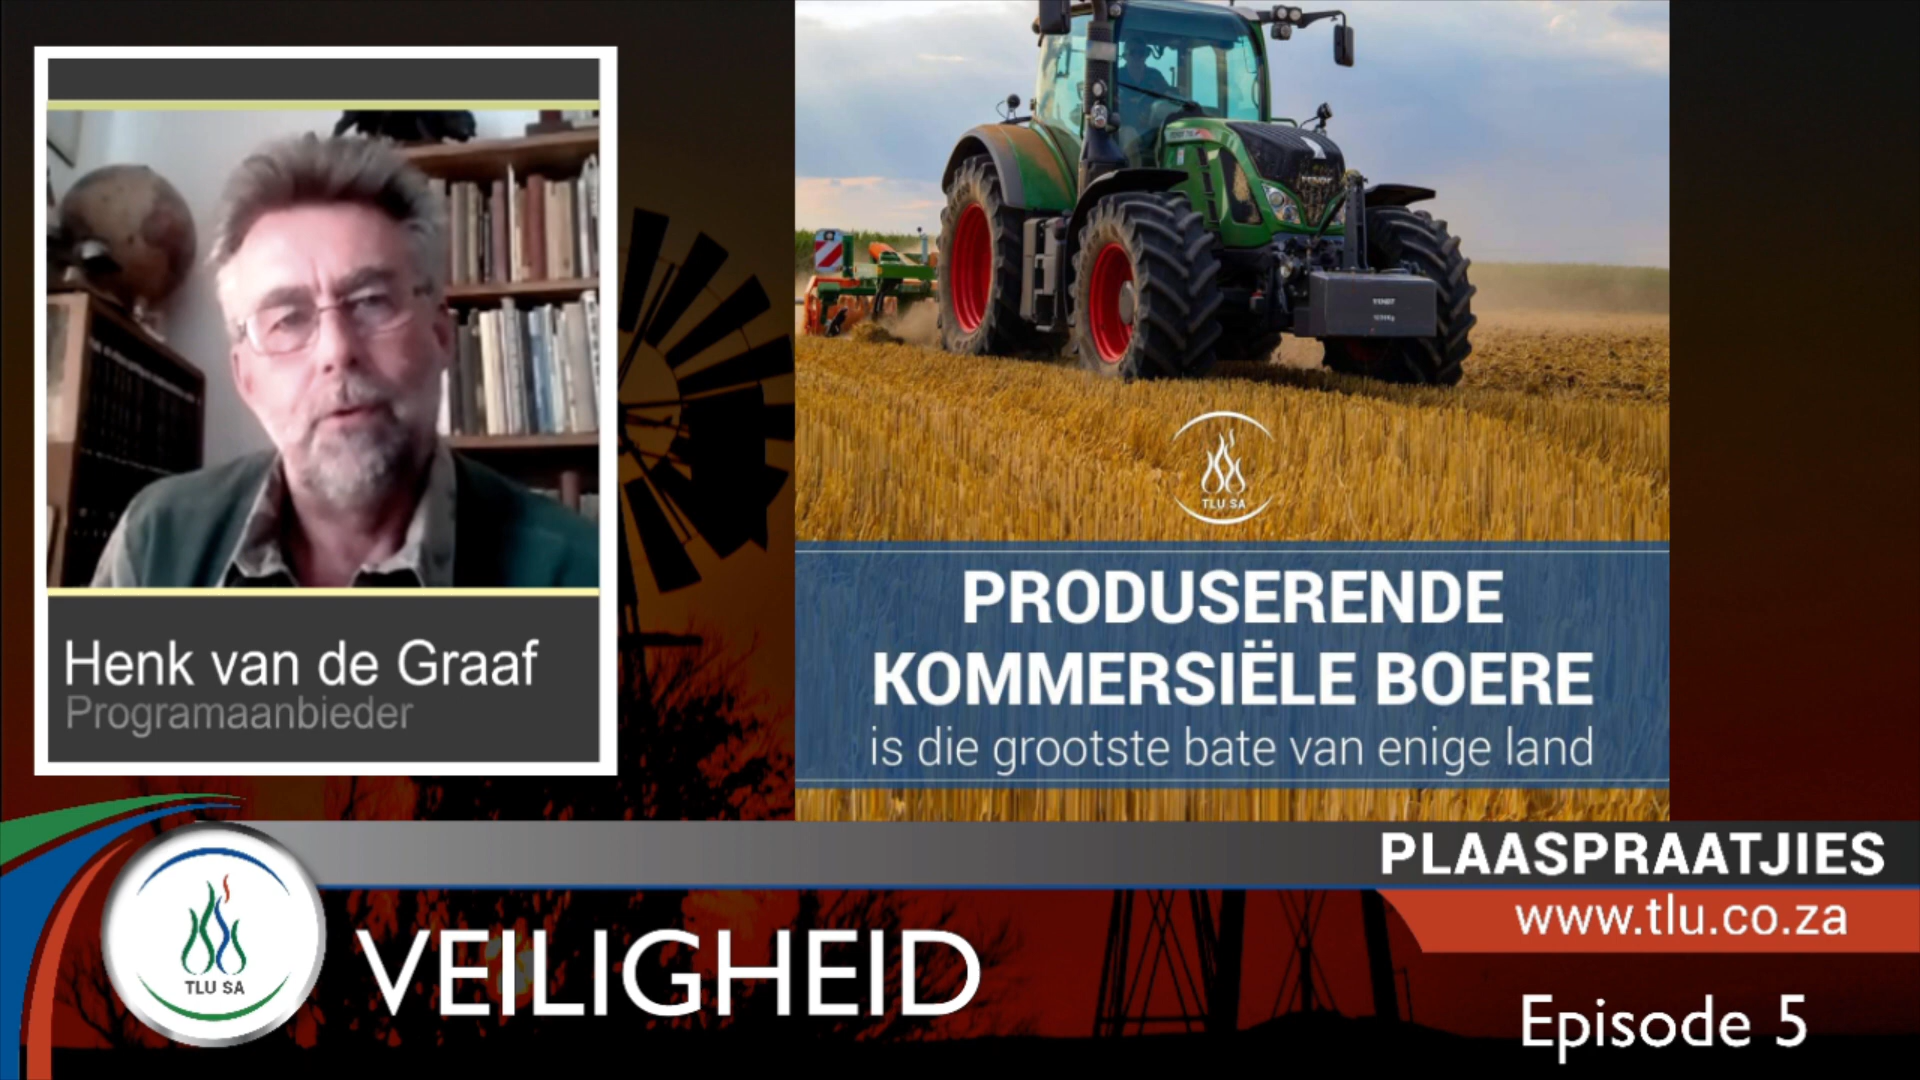 Henk van de Graaf
Programaanbieder
TLU SA
PRODUSERENDE
KOMMERSIËLE BOERE
is die grootste bate van enige land
PLAASPRAATJIES
www.tlu.co.za
TLU SA
VEILIGHEID
Episode 5